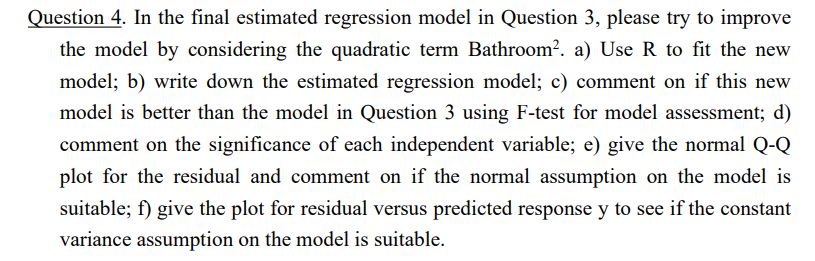 Question 4. In the final estimated regression model in Question 3, please try to improve
the model by considering the quadratic term Bathroom². a) Use R to fit the new
model; b) write down the estimated regression model; c) comment on if this new
model is better than the model in Question 3 using F-test for model assessment; d)
comment on the significance of each independent variable; e) give the normal Q-Q
plot for the residual and comment on if the normal assumption on the model is
suitable; f) give the plot for residual versus predicted response y to see if the constant
variance assumption on the model is suitable.